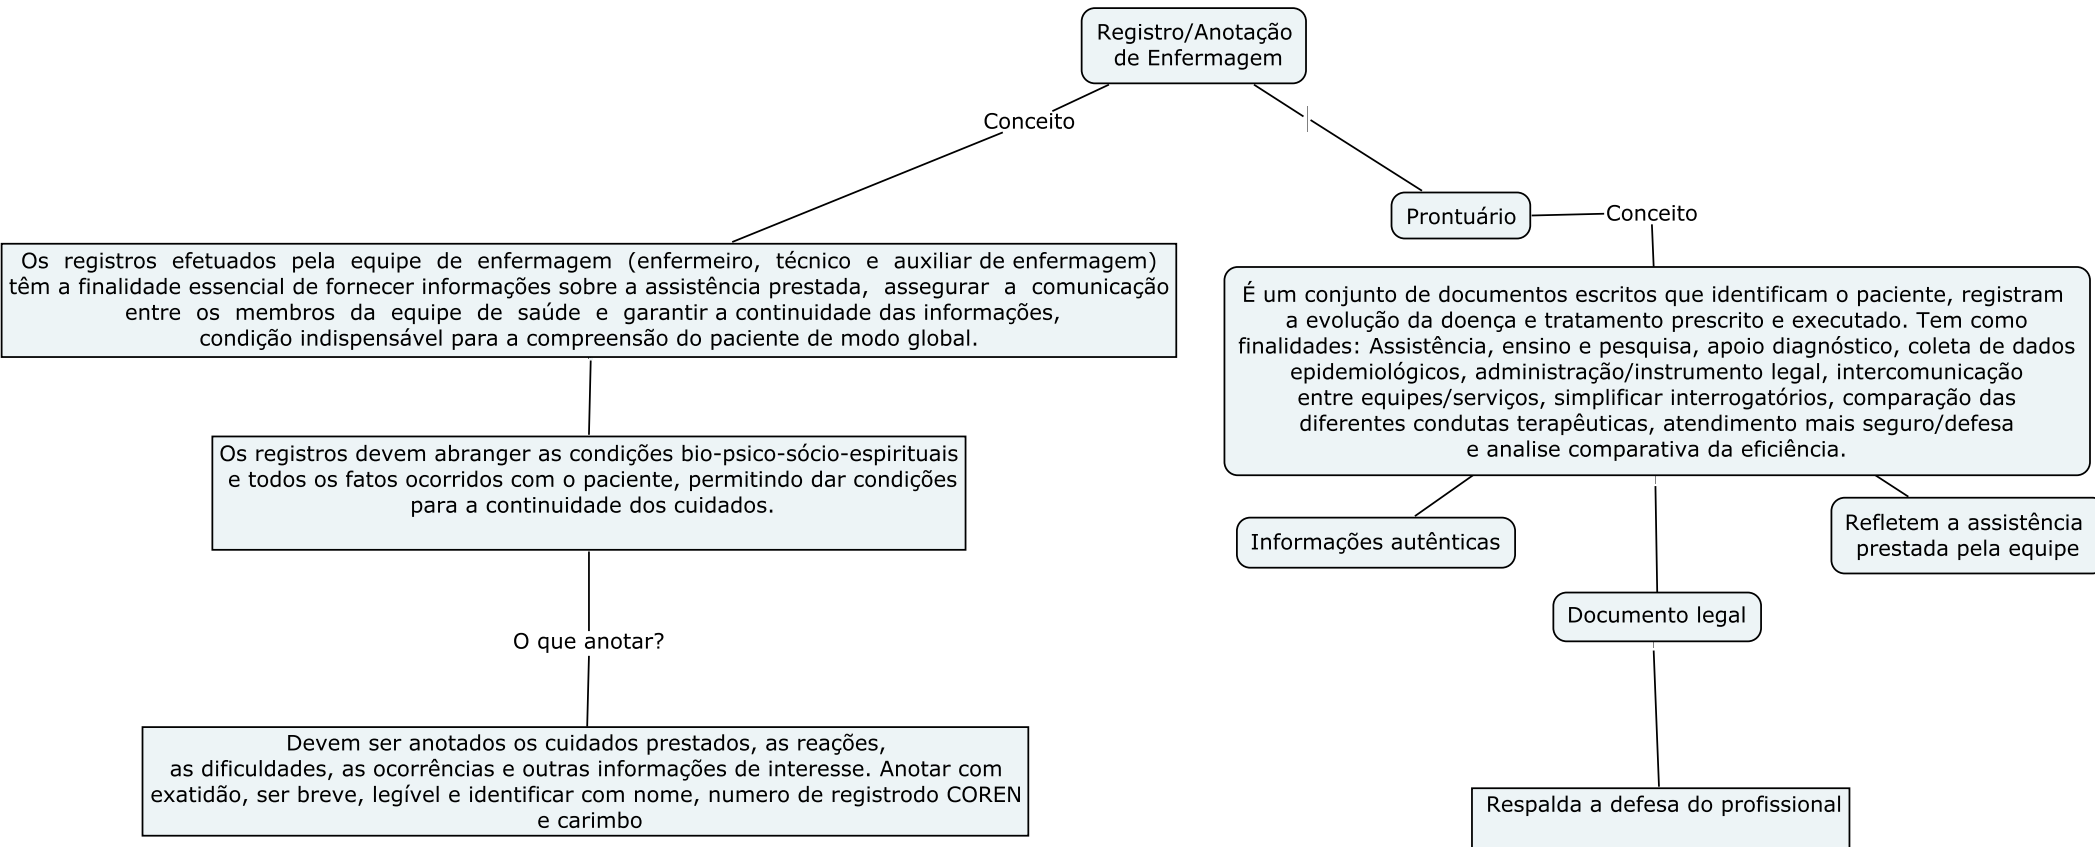 Registro/Anotação
de Enfermagem
Conceito
Os registros efetuados pela equipe de enfermagem (enfermeiro, técnico e auxiliar de enfermagem)
têm a finalidade essencial de fornecer informações sobre a assistência prestada, assegurar a comunicação
entre os membros da equipe de saúde e garantir a continuidade das informações,
condição indispensável para a compreensão do paciente de modo global.
Os registros devem abranger as condições bio-psico-sócio-espirituais
e todos os fatos ocorridos com o paciente, permitindo dar condições
para a continuidade dos cuidados.
O que anotar?
Devem ser anotados os cuidados prestados, as reações,
as dificuldades, as ocorrências e outras informações de interesse. Anotar com
exatidão, ser breve, legível e identificar com nome, numero de registrodo COREN
e carimbo
Prontuário
Conceito
É um conjunto de documentos escritos que identificam o paciente, registram
a evolução da doença e tratamento prescrito e executado. Tem como
finalidades: Assistência, ensino e pesquisa, apoio diagnóstico, coleta de dados
epidemiológicos, administração/instrumento legal, intercomunicação
entre equipes/serviços, simplificar interrogatórios, comparação das
diferentes condutas terapêuticas, atendimento mais seguro/defesa
e analise comparativa da eficiência.
Informações autênticas
Refletem a assistência
prestada pela equipe
Documento legal
Respalda a defesa do profissional